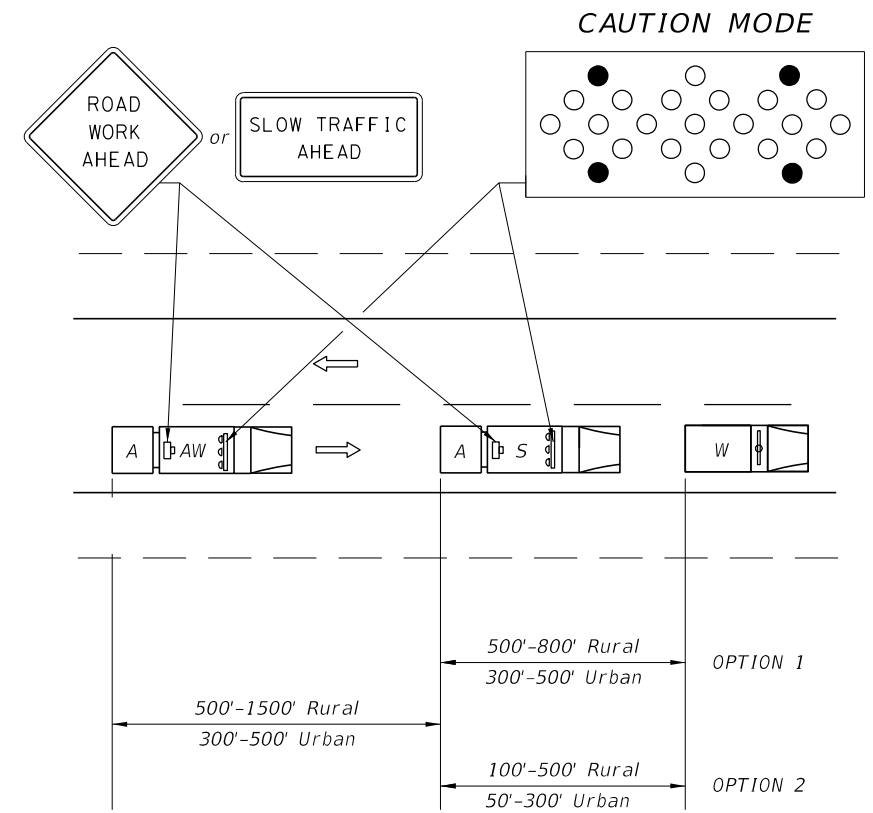 CAUTION MODE
ROAD
WORK
AHEAD
or
SLOW TRAFFIC
AHEAD
A
AW
A
S
W
500'-800' Rural
300'-500' Urban
OPTION 1
500'-1500' Rural
300'-500' Urban
100'-500' Rural
50'-300' Urban
OPTION 2